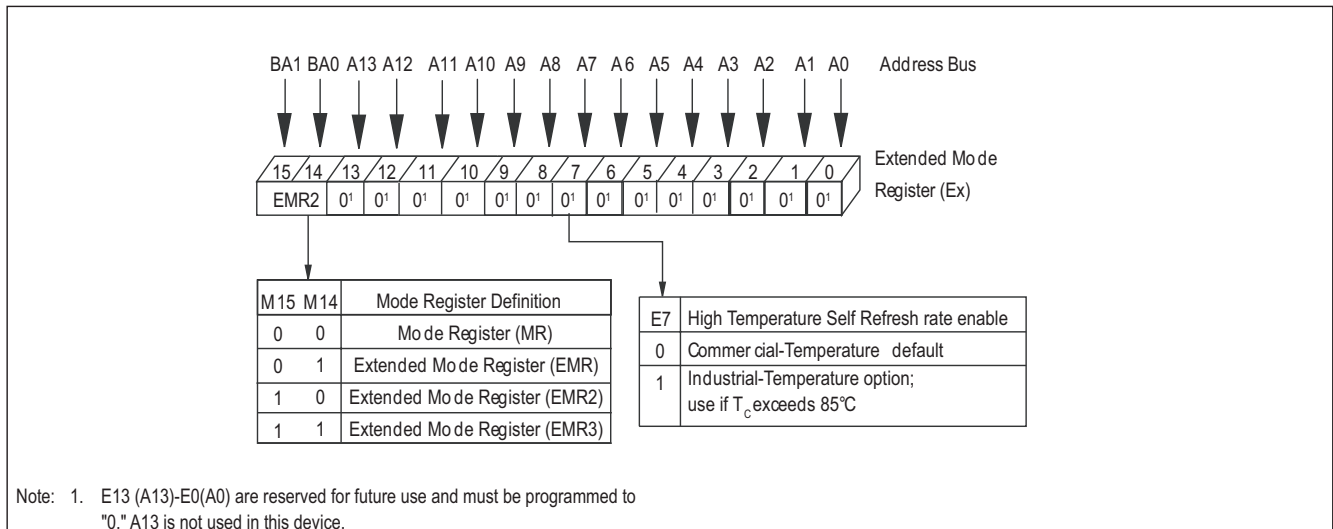 BA1 BA0 A13 A12 A11 A10 A9 A8 A7 A6 A5 A4 A3 A2 A1 A0 Address Bus
15 14 13 12 11 10 9 8 7 6 5 4 3 2 1 0
Extended Mode
Register (Ex)
EMR2 0¹ 0¹ 0¹ 0¹ 0¹ 0¹ 0¹ 0¹ 0¹ 0¹ 0¹ 0¹ 0¹ 0¹
M15 M14 Mode Register Definition
0 0 Mode Register (MR)
0 1 Extended Mode Register (EMR)
1 0 Extended Mode Register (EMR2)
1 1 Extended Mode Register (EMR3)
E7 High Temperature Self Refresh rate enable
0 Commercial-Temperature default
1 Industrial-Temperature option;
use if TC exceeds 85°C
Note: 1. E13 (A13)-E0(A0) are reserved for future use and must be programmed to
"0." A13 is not used in this device.